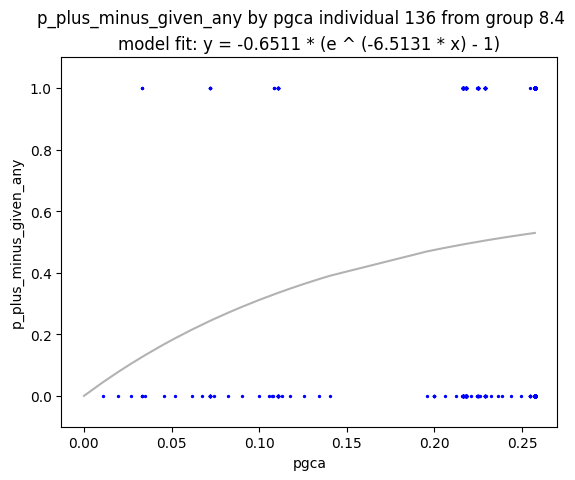 p_plus_minus_given_any by pgca individual 136 from group 8.4
model fit: y = -0.6511 * (e ^ (-6.5131 * x) - 1)
1.0
0.8
0.6
0.4
0.2
0.0
p_plus_minus_given_any
0.00 0.05 0.10 0.15 0.20 0.25
pgca